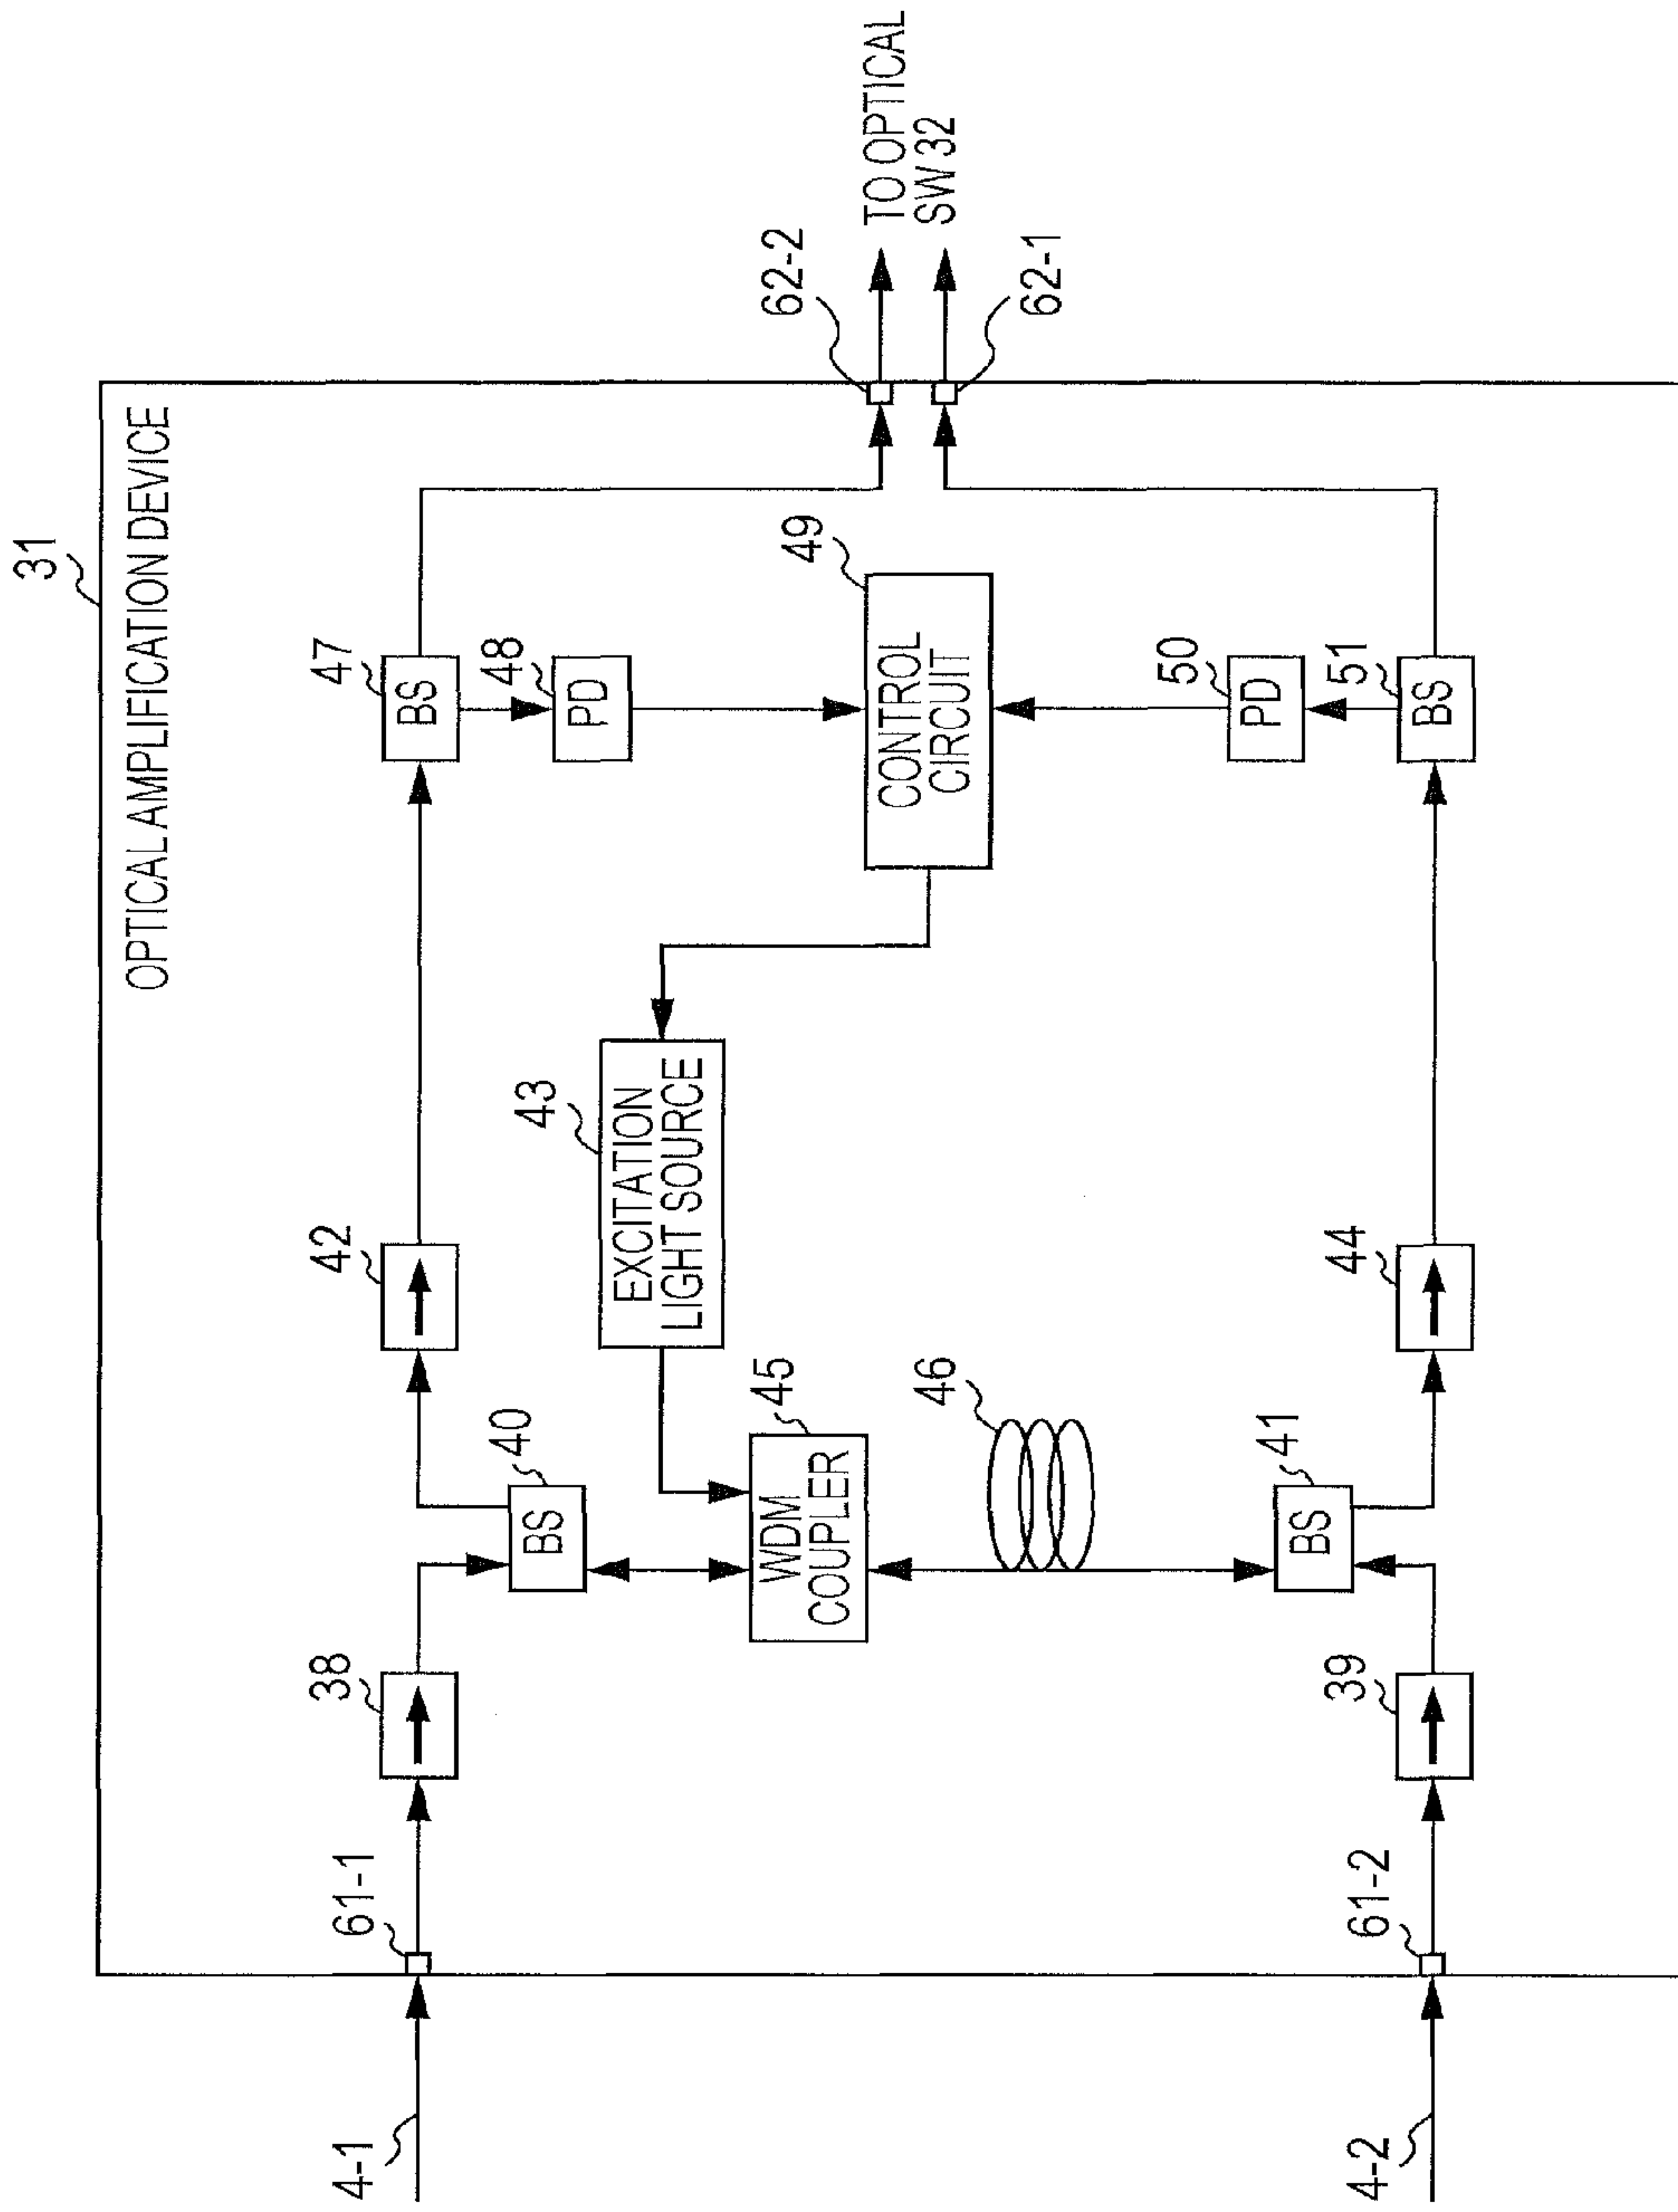 31
OPTICAL AMPLIFICATION DEVICE
4-1
61-1
38
42
47
BS
40
BS
43
EXCITATION
LIGHT SOURCE
48
PD
62-2
TO OPTICAL
SW 32
62-1
45
WDM
COUPLER
49
CONTROL
CIRCUIT
46
50
PD
41
BS
51
BS
4-2
61-2
39
44